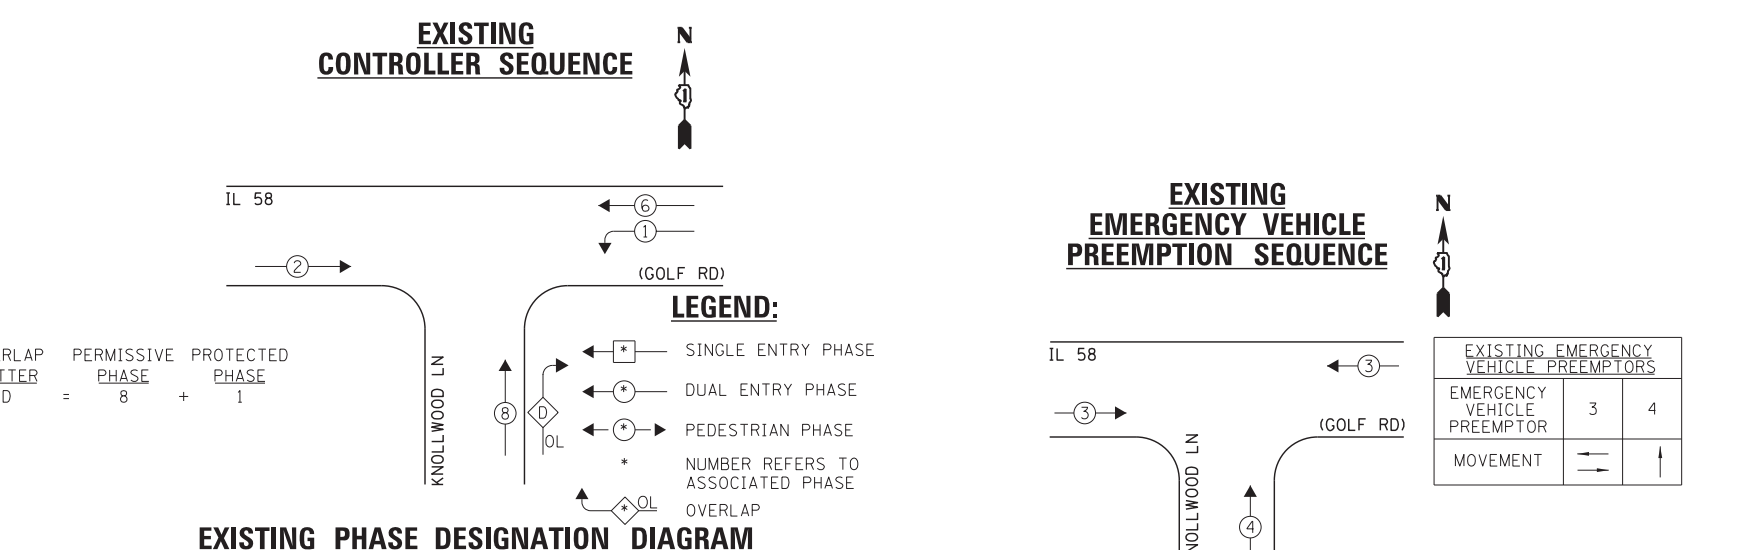 EXISTING
CONTROLLER SEQUENCE
N
IL 58
6
1
2
(GOLF RD)
LEGEND:
* SINGLE ENTRY PHASE
* DUAL ENTRY PHASE
* PEDESTRIAN PHASE
* NUMBER REFERS TO
ASSOCIATED PHASE
* OL OVERLAP
KNOLLWOOD LN
8
D
OL
RLAP PERMISSIVE PROTECTED
TTER PHASE PHASE
D = 8 + 1
EXISTING PHASE DESIGNATION DIAGRAM
EXISTING
EMERGENCY VEHICLE
PREEMPTION SEQUENCE
N
IL 58
3
3
(GOLF RD)
NOLLWOOD LN
4
EXISTING EMERGENCY
VEHICLE PREEMPTORS
EMERGENCY
VEHICLE 3 4
PREEMPTOR
MOVEMENT